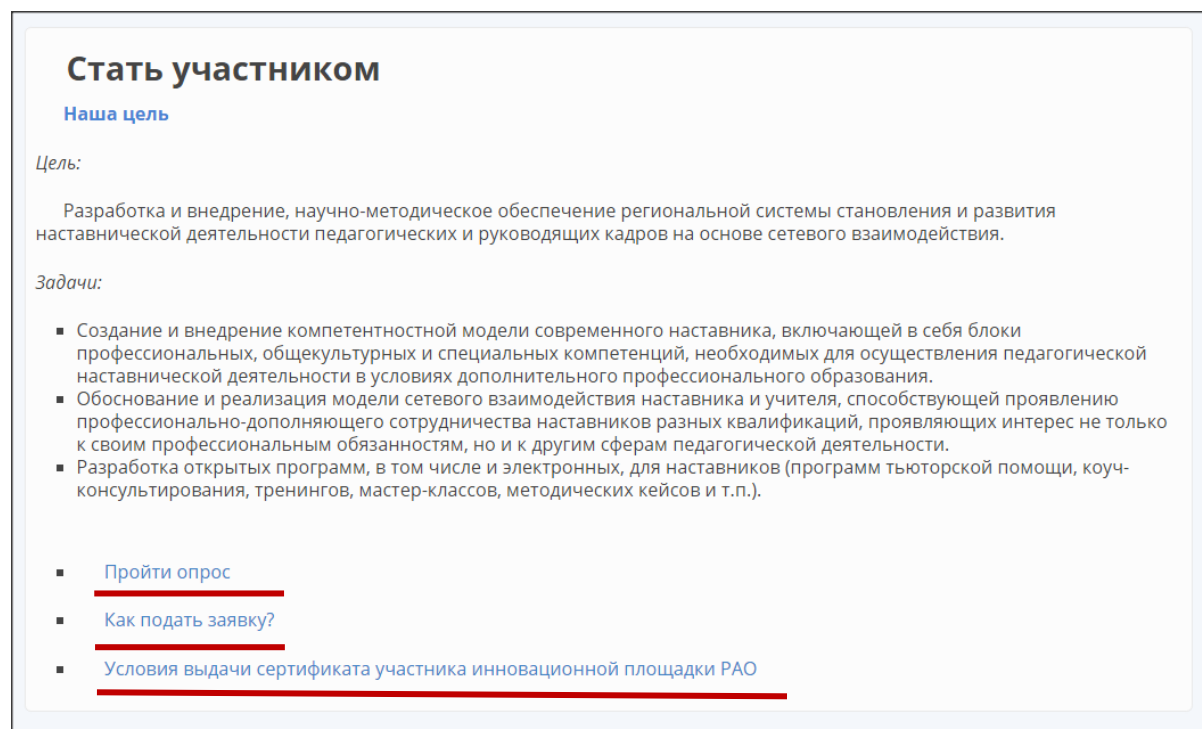 Стать участником
Наша цель
Цель:
Разработка и внедрение, научно-методическое обеспечение региональной системы становления и развития
наставнической деятельности педагогических и руководящих кадров на основе сетевого взаимодействия.
Задачи:
▪ Создание и внедрение компетентностной модели современного наставника, включающей в себя блоки
профессиональных, общекультурных и специальных компетенций, необходимых для осуществления педагогической
наставнической деятельности в условиях дополнительного профессионального образования.
▪ Обоснование и реализация модели сетевого взаимодействия наставника и учителя, способствующей проявлению
профессионально-дополняющего сотрудничества наставников разных квалификаций, проявляющих интерес не только
к своим профессиональным обязанностям, но и к другим сферам педагогической деятельности.
▪ Разработка открытых программ, в том числе и электронных, для наставников (программ тьюторской помощи, коуч-
консультирования, тренингов, мастер-классов, методических кейсов и т.п.).
▪ Пройти опрос
▪ Как подать заявку?
▪ Условия выдачи сертификата участника инновационной площадки РАО